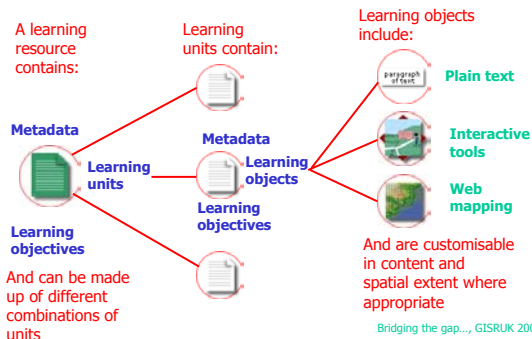 A learning
resource
contains:
Metadata
Learning
units
Learning
objectives
And can be made
up of different
combinations of
units
Learning
units contain:
Metadata
Learning
objects
Learning
objectives
Learning objects
include:
paragraph
of text
Plain text
Interactive
tools
Web
mapping
And are customisable
in content and
spatial extent where
appropriate
Bridging the gap..., GISRUK